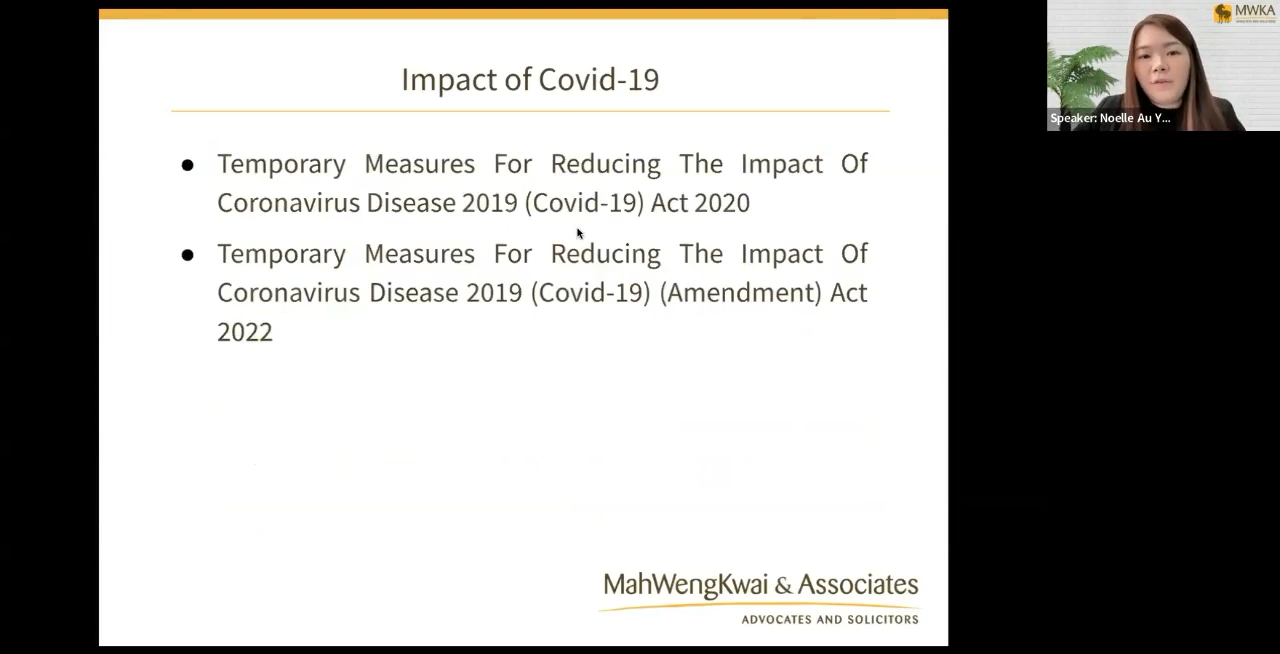 Impact of Covid-19
● Temporary Measures For Reducing The Impact Of
Coronavirus Disease 2019 (Covid-19) Act 2020
● Temporary Measures For Reducing The Impact Of
Coronavirus Disease 2019 (Covid-19) (Amendment) Act
2022
MahWengKwai & Associates
ADVOCATES AND SOLICITORS
MWKA
Speaker: Noelle Au Y...